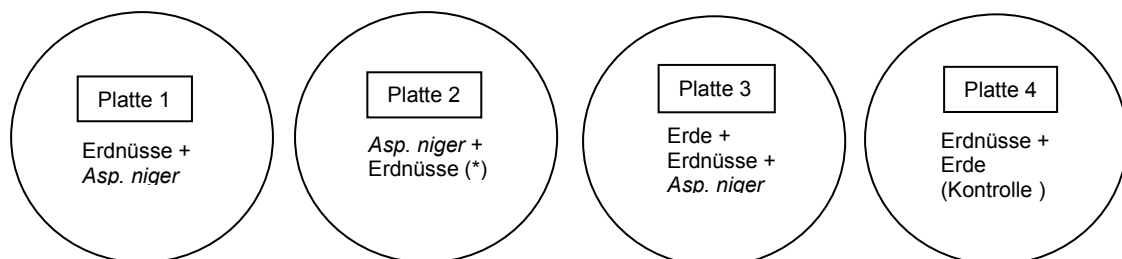 Platte 1
Erdnüsse +
Asp. niger
Platte 2
Asp. niger +
Erdnüsse (*)
Platte 3
Erde +
Erdnüsse +
Asp. niger
Platte 4
Erdnüsse +
Erde
(Kontrolle )